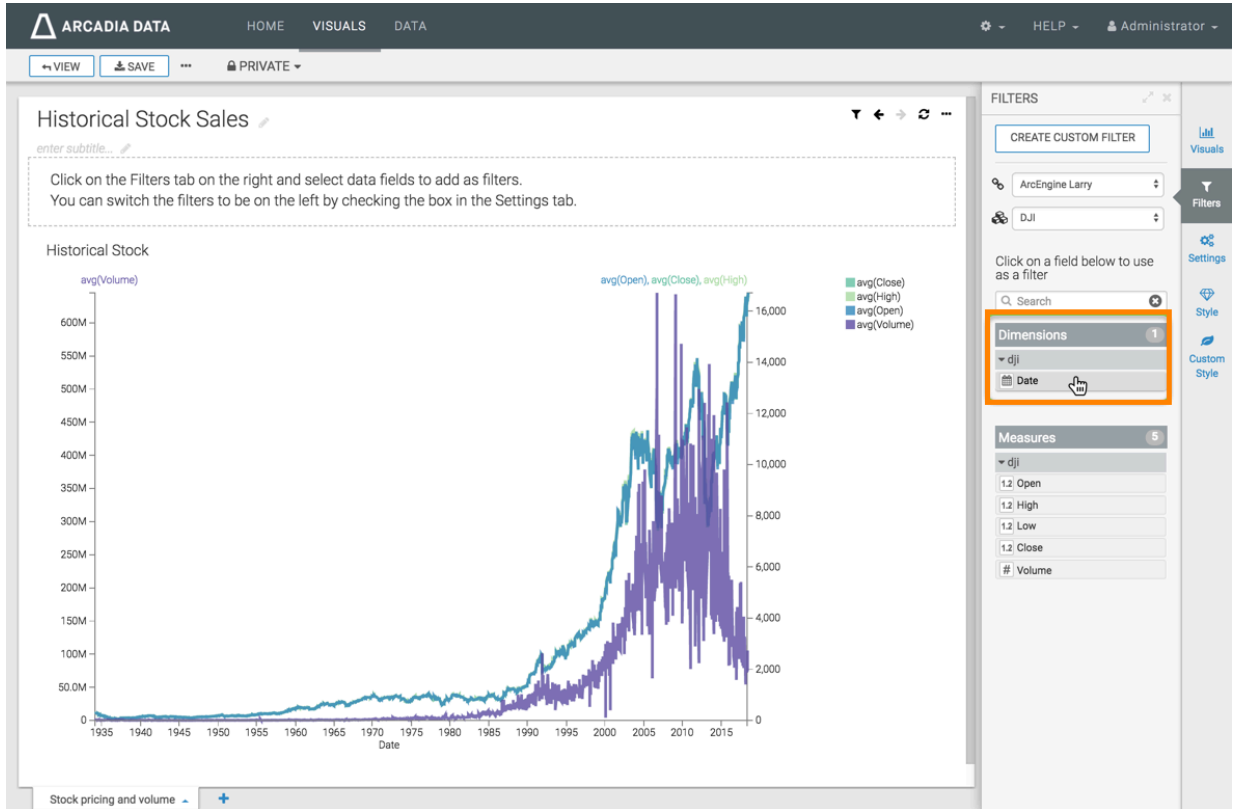 ARCADIA DATA HOME VISUALS DATA HELP Administrator
VIEW SAVE ••• PRIVATE
Historical Stock Sales
enter subtitle...
Click on the Filters tab on the right and select data fields to add as filters.
You can switch the filters to be on the left by checking the box in the Settings tab.
Historical Stock
avg(Volume)
avg(Open), avg(Close), avg(High)
avg(Close)
avg(High)
avg(Open)
avg(Volume)
600M
550M
500M
450M
400M
350M
300M
250M
200M
150M
100M
50.0M
0
16,000
14,000
12,000
10,000
8,000
6,000
4,000
2,000
0
1935 1940 1945 1950 1955 1960 1965 1970 1975 1980 1985 1990 1995 2000 2005 2010 2015
Date
Stock pricing and volume +
FILTERS
CREATE CUSTOM FILTER
ArcEngine Larry
DJI
Click on a field below to use
as a filter
Search
Dimensions 1
dji
Date
Measures 5
dji
1.2 Open
1.2 High
1.2 Low
1.2 Close
# Volume
Visuals
Filters
Settings
Style
Custom
Style